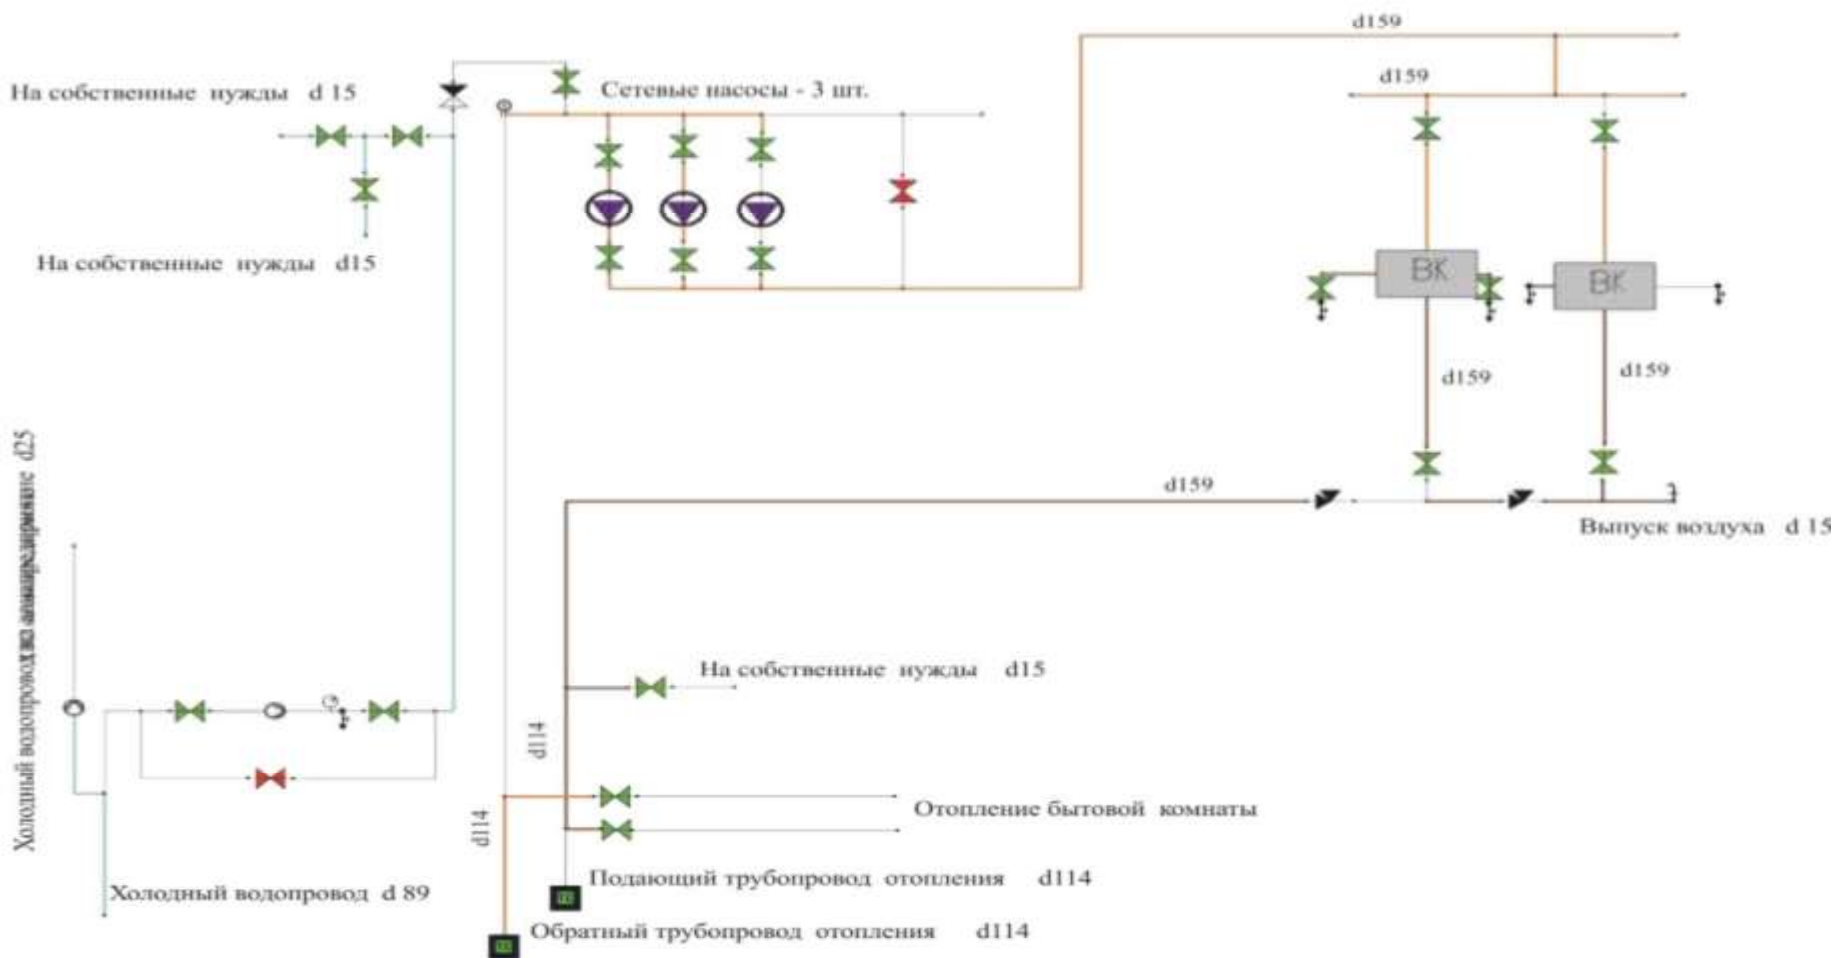 d159
d159
На собственные нужды d 15
Сетевые насосы - 3 шт.
На собственные нужды d15
ВК
ВК
d159
d159
d159
Выпуск воздуха d 15
Холодный водопровод d25
На собственные нужды d15
d114
d114
Отопление бытовой комнаты
Подающий трубопровод отопления d114
Холодный водопровод d 89
Обратный трубопровод отопления d114